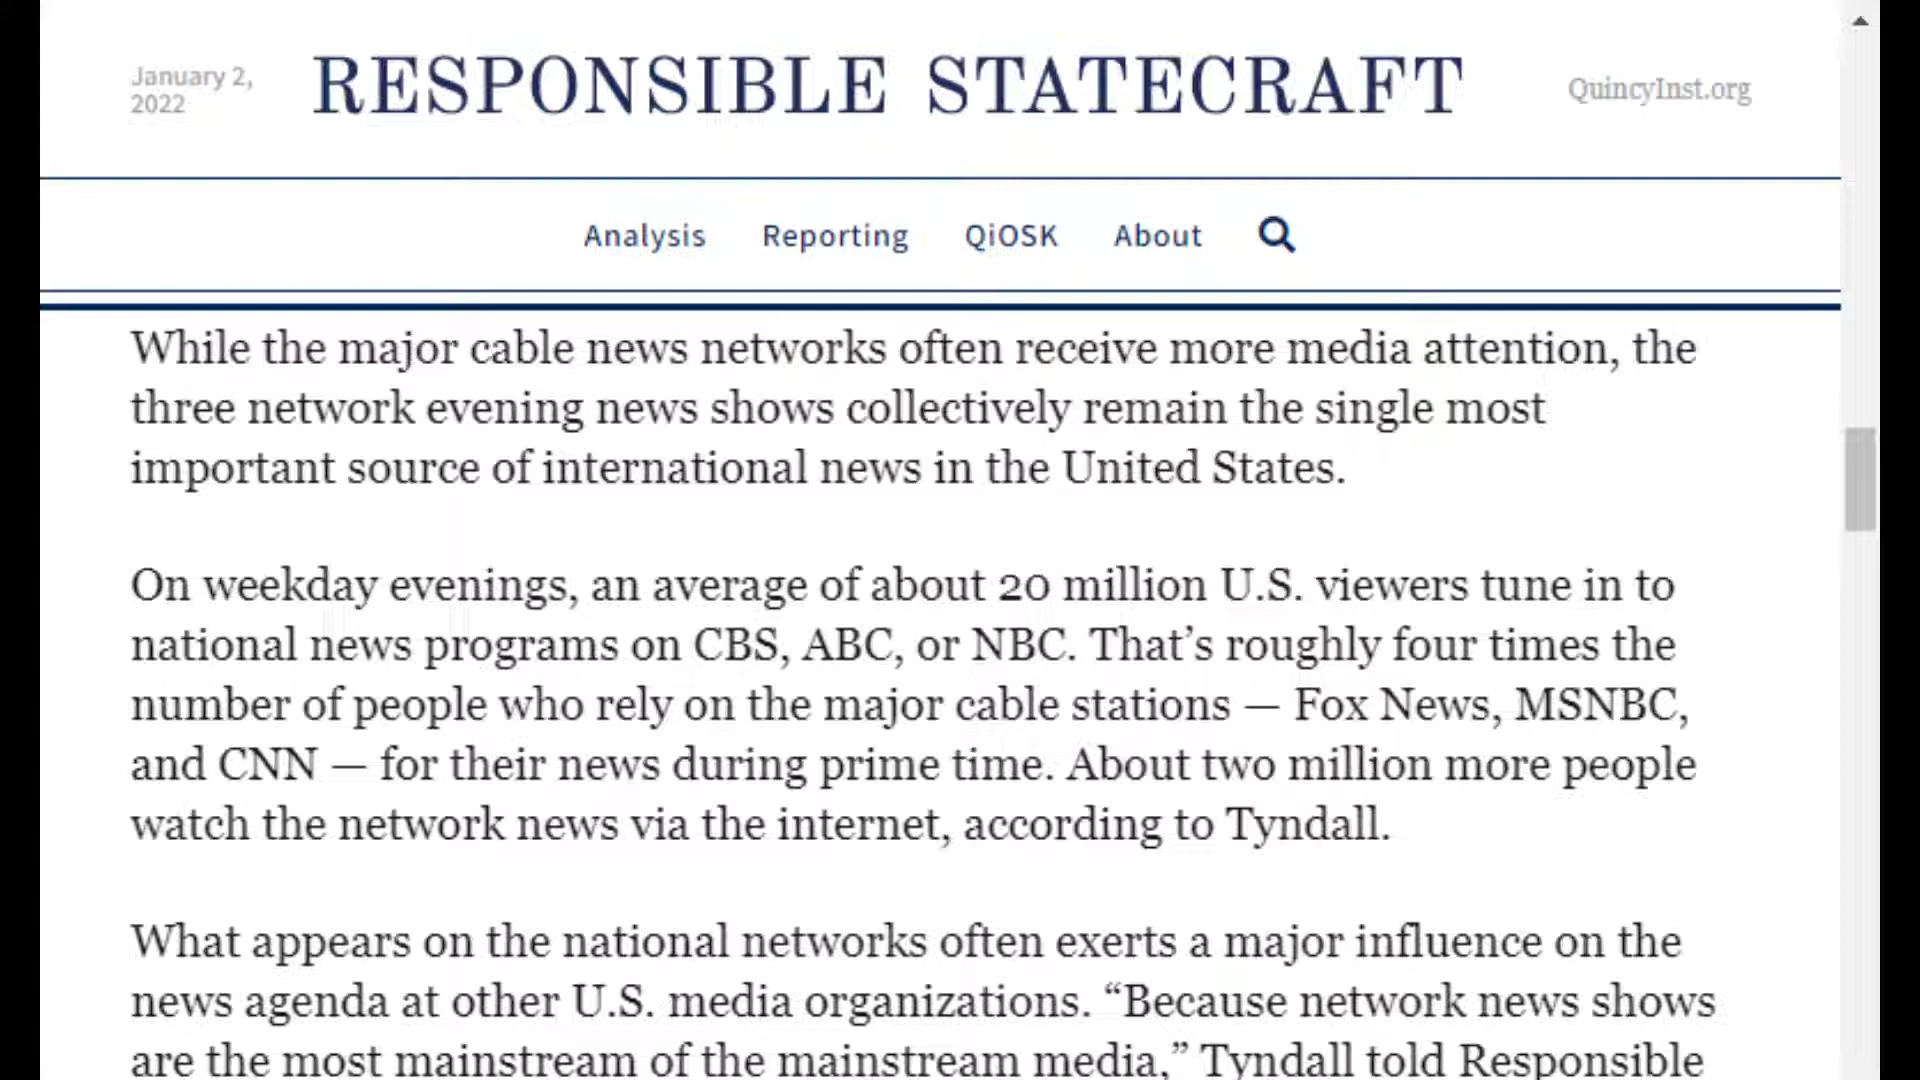 January 2,
2022
RESPONSIBLE STATECRAFT
QuincyInst.org
Analysis Reporting QiOSK About
While the major cable news networks often receive more media attention, the
three network evening news shows collectively remain the single most
important source of international news in the United States.
On weekday evenings, an average of about 20 million U.S. viewers tune in to
national news programs on CBS, ABC, or NBC. That’s roughly four times the
number of people who rely on the major cable stations — Fox News, MSNBC,
and CNN — for their news during prime time. About two million more people
watch the network news via the internet, according to Tyndall.
What appears on the national networks often exerts a major influence on the
news agenda at other U.S. media organizations. “Because network news shows
are the most mainstream of the mainstream media,” Tyndall told Responsible